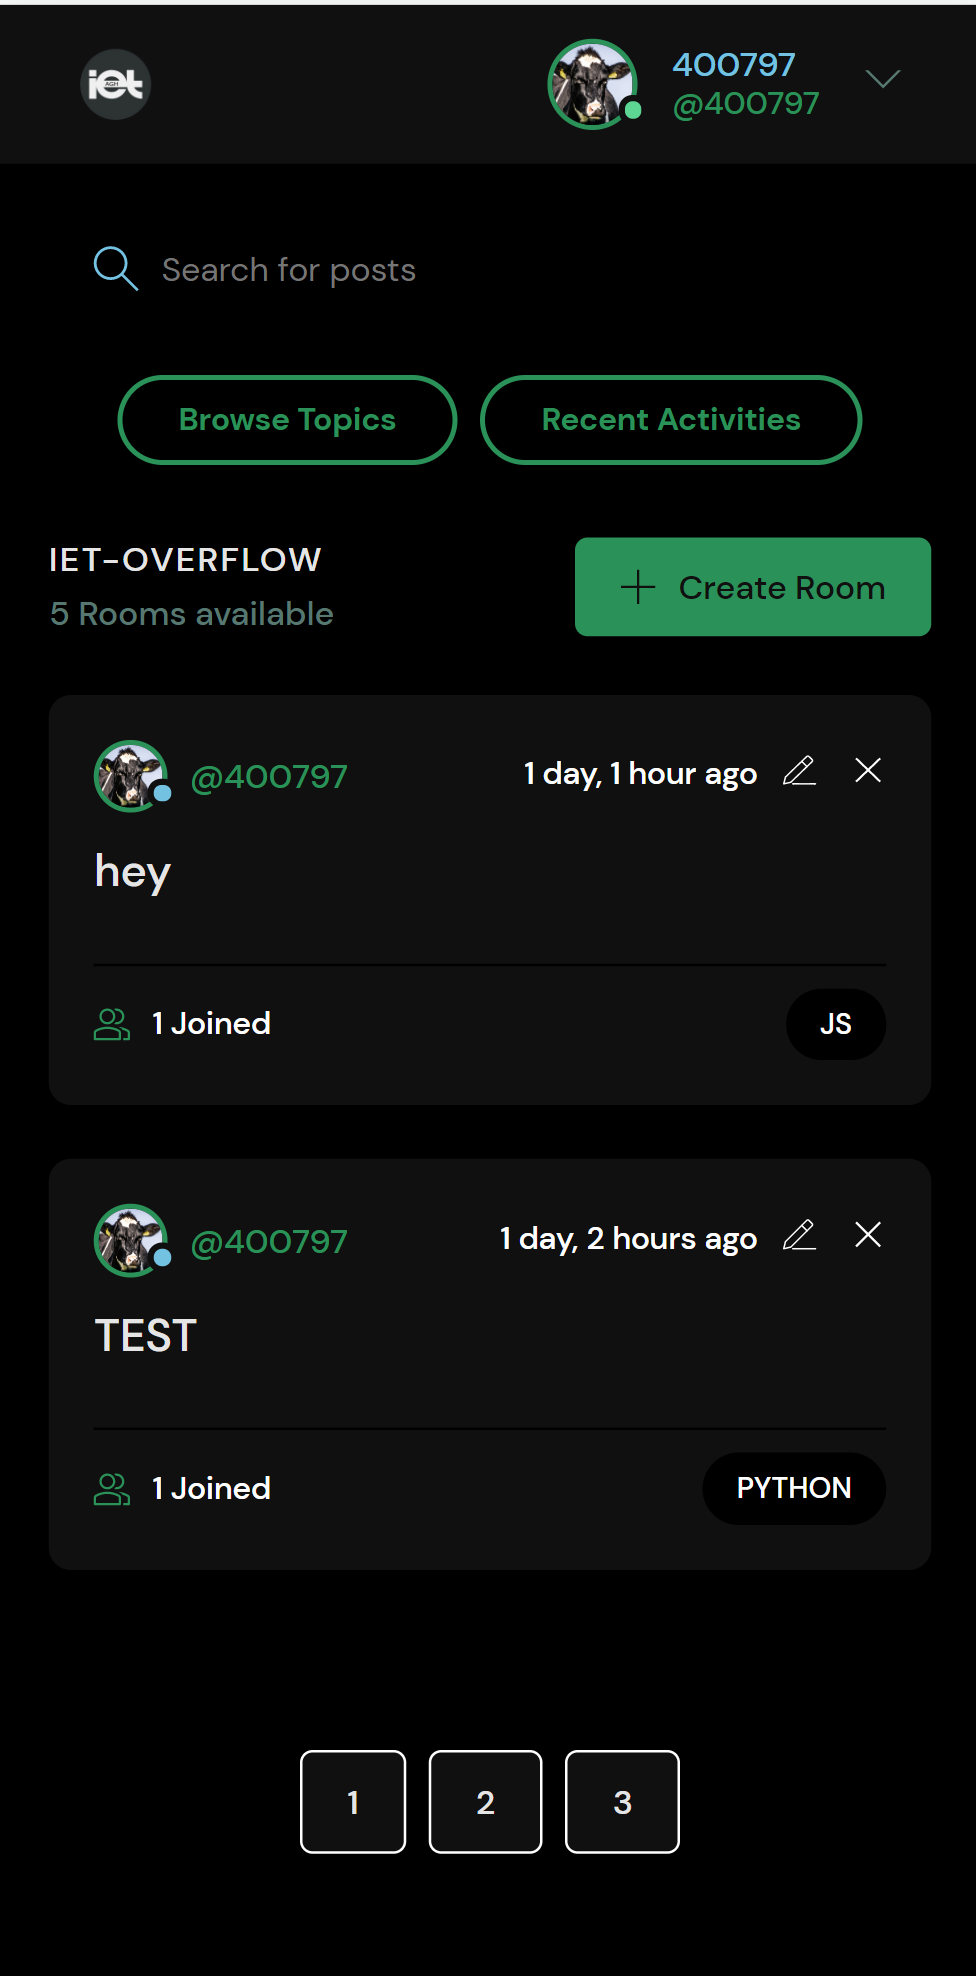 iet
AGH
400797
@400797
Search for posts
Browse Topics
Recent Activities
IET-OVERFLOW
5 Rooms available
Create Room
@400797
1 day, 1 hour ago
hey
1 Joined
JS
@400797
1 day, 2 hours ago
TEST
1 Joined
PYTHON
1
2
3